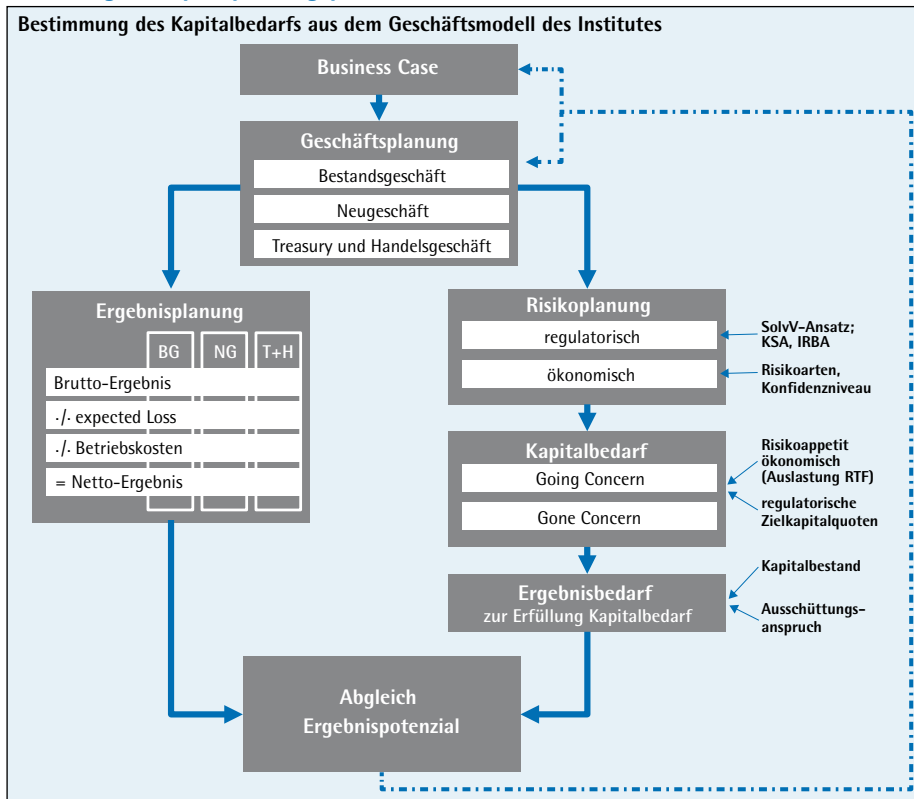 Bestimmung des Kapitalbedarfs aus dem Geschäftsmodell des Institutes
Business Case
Geschäftsplanung
Bestandsgeschäft
Neugeschäft
Treasury und Handelsgeschäft
Ergebnisplanung
BG NG T+H
Brutto-Ergebnis
./. expected Loss
./. Betriebskosten
= Netto-Ergebnis
Risikoplanung
regulatorisch
ökonomisch
SolvV-Ansatz;
KSA, IRBA
Risikoarten,
Konfidenzniveau
Kapitalbedarf
Going Concern
Gone Concern
Risikoappetit
ökonomisch
(Auslastung RTF)
regulatorische
Zielkapitalquoten
Ergebnisbedarf
zur Erfüllung Kapitalbedarf
Kapitalbestand
Ausschüttungs-
anspruch
Abgleich
Ergebnispotenzial